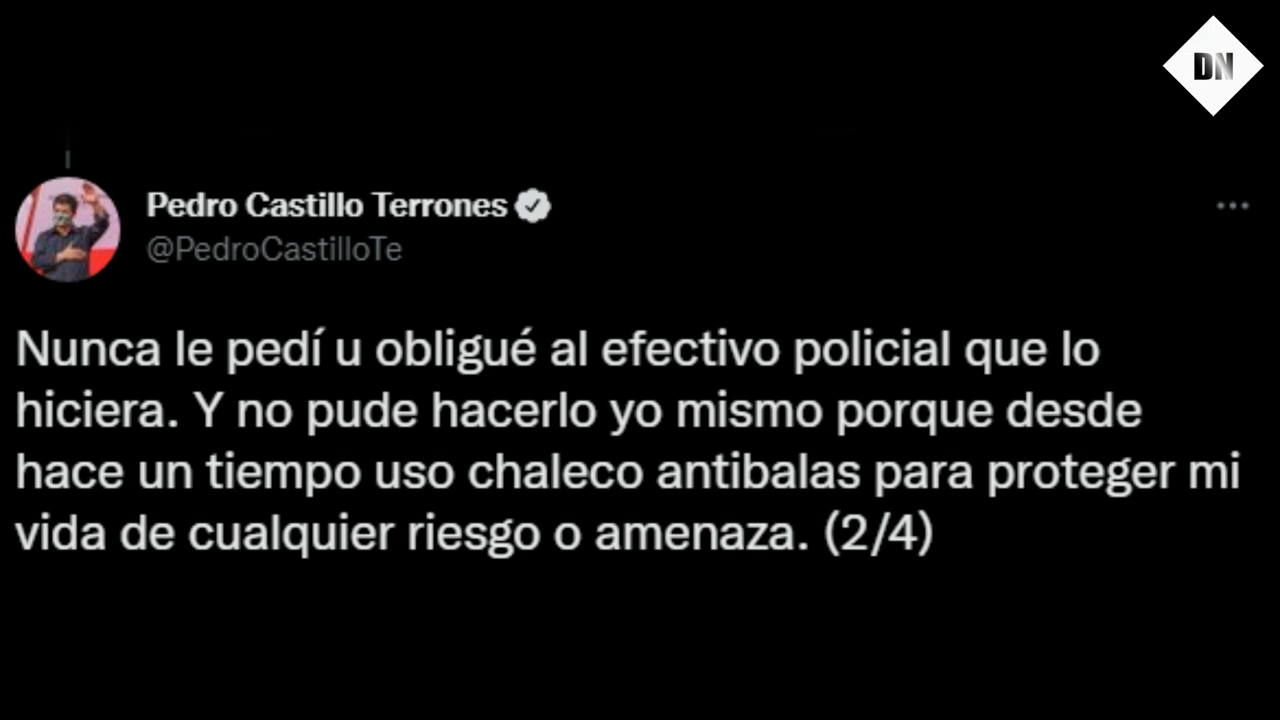 DN
Pedro Castillo Terrones
@PedroCastilloTe
Nunca le pedí u obligué al efectivo policial que lo
hiciera. Y no pude hacerlo yo mismo porque desde
hace un tiempo uso chaleco antibalas para proteger mi
vida de cualquier riesgo o amenaza. (2/4)